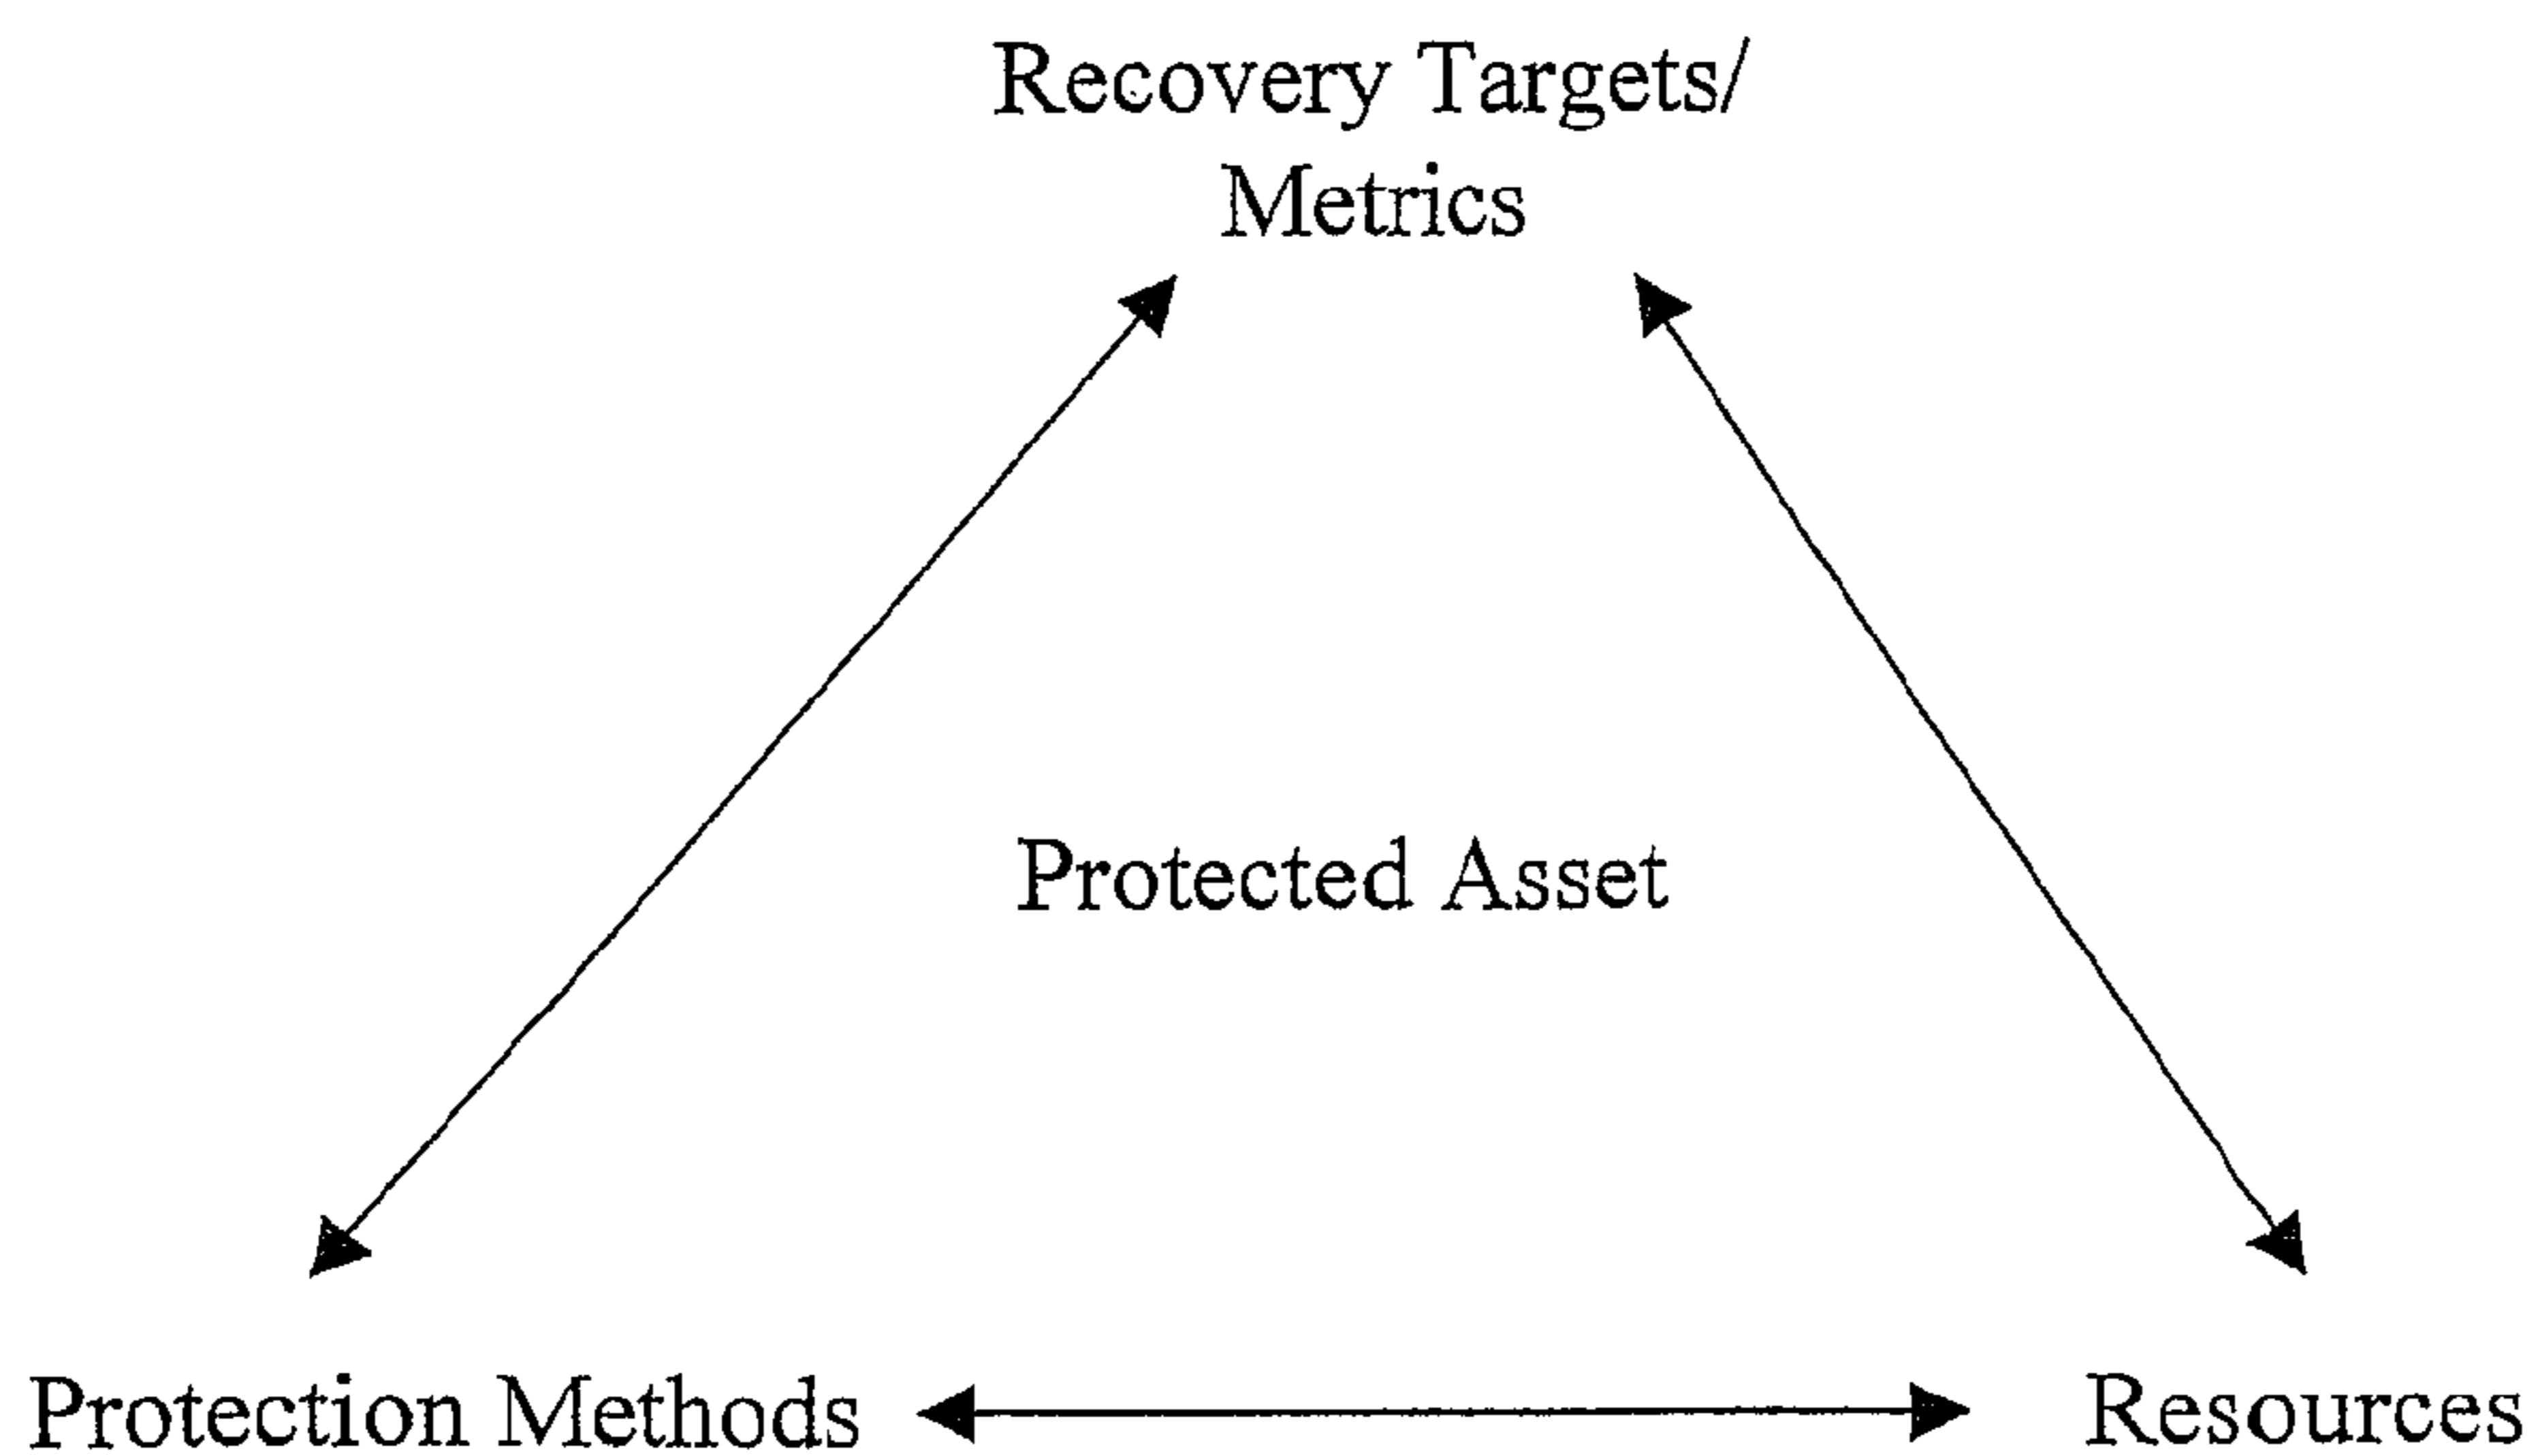 Recovery Targets/
Metrics
Protected Asset
Protection Methods
Resources